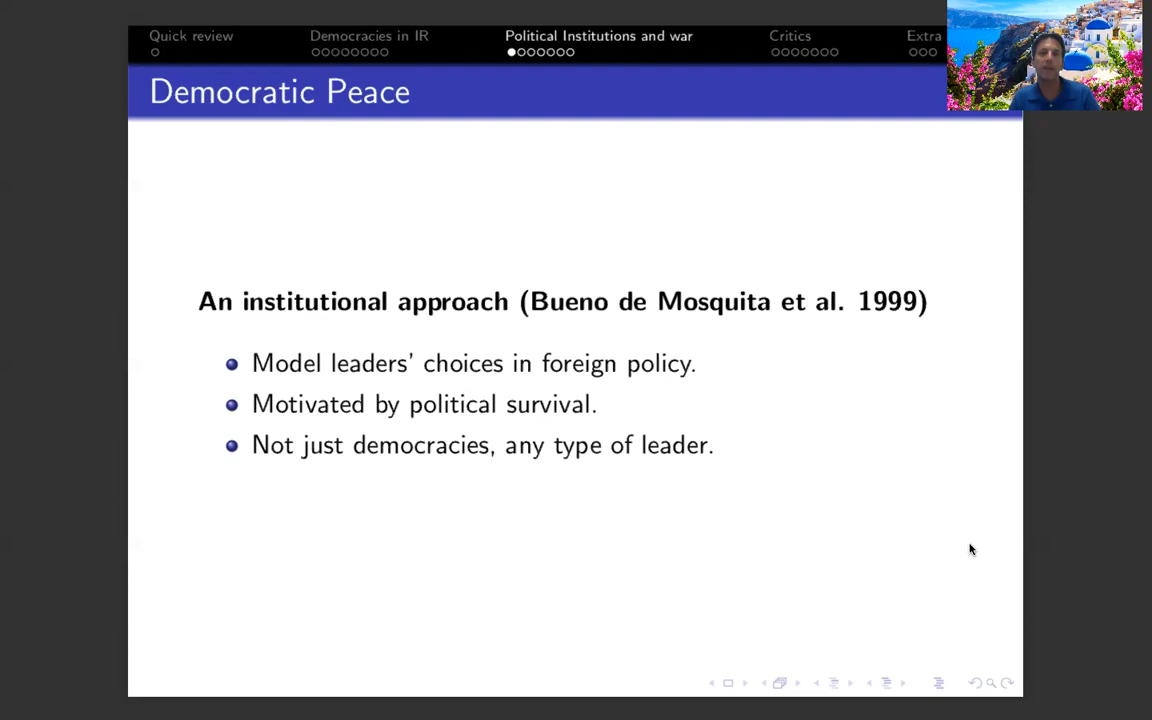 Quick review Democracies in IR Political Institutions and war Critics Extra
Democratic Peace
An institutional approach (Bueno de Mosquita et al. 1999)
Model leaders' choices in foreign policy.
Motivated by political survival.
Not just democracies, any type of leader.